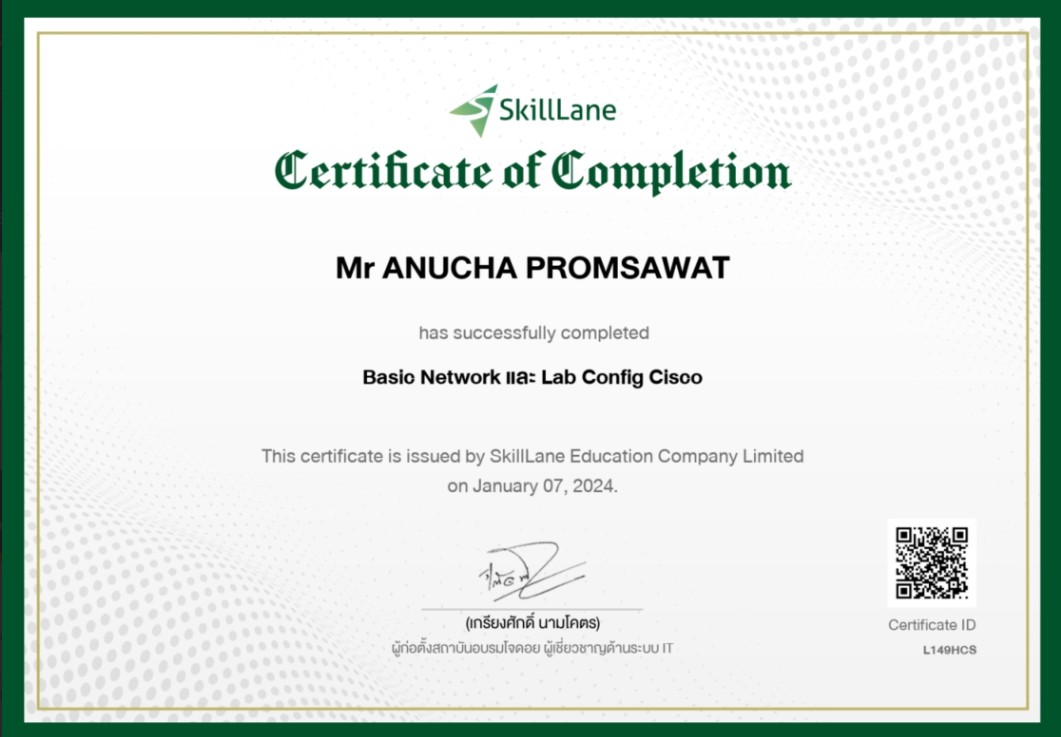 SkillLane
Certificate of Completion
Mr ANUCHA PROMSAWAT
has successfully completed
Basic Network และ Lab Config Cisco
This certificate is issued by SkillLane Education Company Limited
on January 07, 2024.
(เกรียงศักดิ์ นามโคตร)
ผู้ก่อตั้งสถาบันอบรมโจดอย ผู้เชี่ยวชาญด้านระบบ IT
Certificate ID
L149HCS